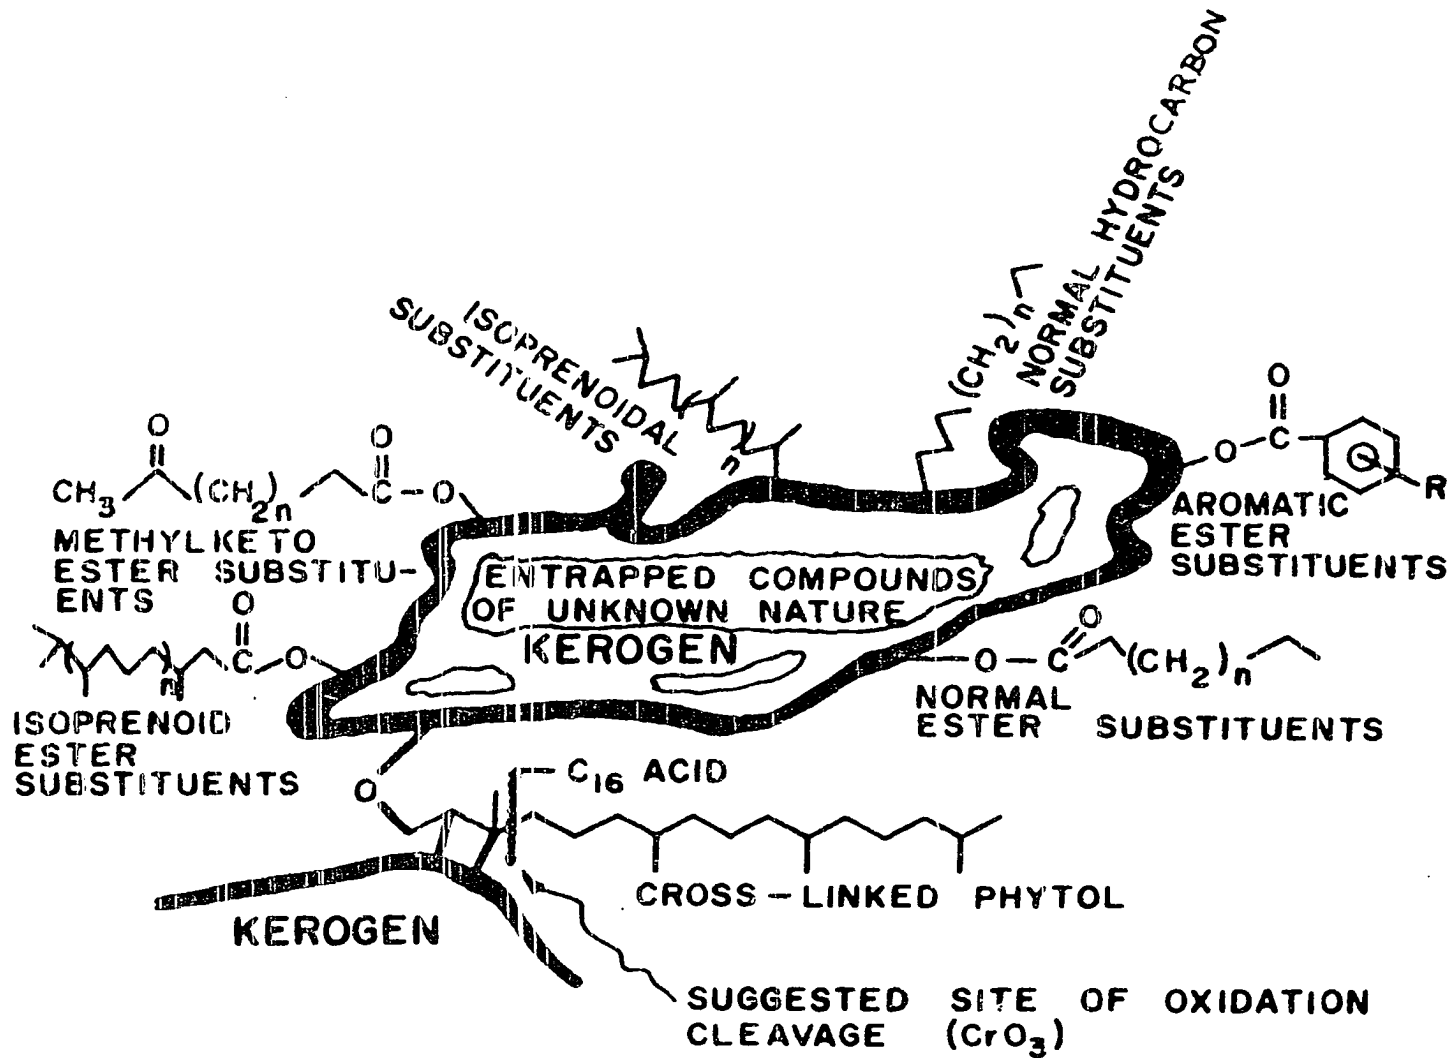 NORMAL HYDROCARBON
SUBSTITUENTS
(CH2)n
ISOPRENOIDAL
SUBSTITUENTS
n
O
CH3 (CH2)n C-O
O
METHYLKETO
ESTER SUBSTITU-
ENTS
O
O-C
R
AROMATIC
ESTER
SUBSTITUENTS
ENTRAPPED COMPOUNDS
OF UNKNOWN NATURE
KEROGEN
O
n C-O
ISOPRENOID
ESTER
SUBSTITUENTS
O
O-C (CH2)n
NORMAL
ESTER SUBSTITUENTS
O
C16 ACID
CROSS-LINKED PHYTOL
KEROGEN
SUGGESTED SITE OF OXIDATION
CLEAVAGE (CrO3)